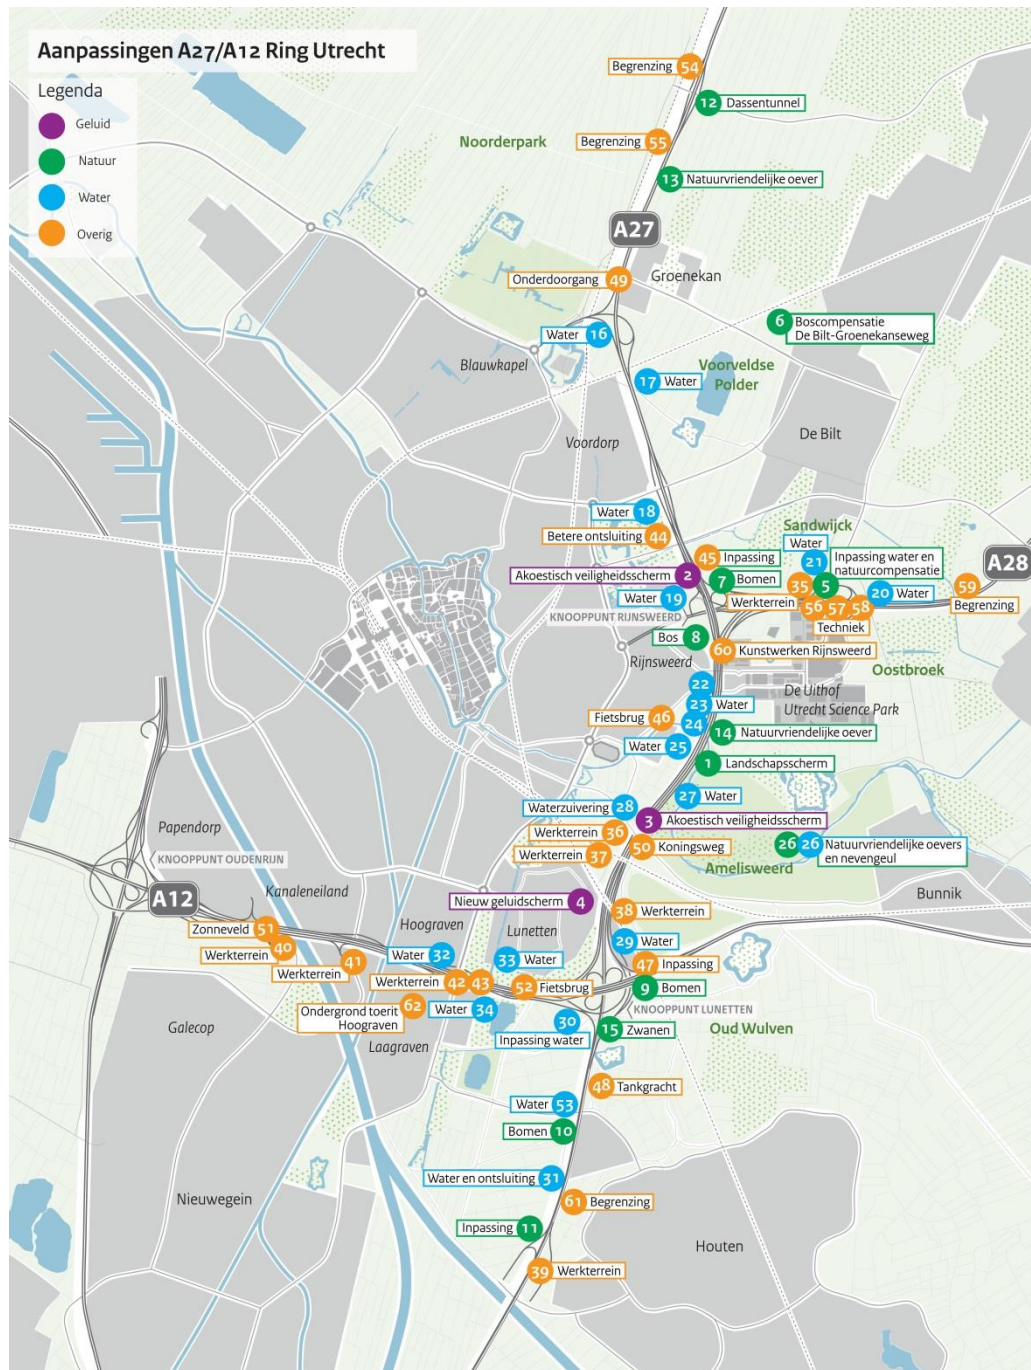 Aanpassingen A27/A12 Ring Utrecht
Legenda
Geluid
Natuur
Water
Overig
Begrenzing 54
12 Dassentunnel
Noorderpark
Begrenzing 55
13 Natuurvriendelijke oever
A27
Groenekan
Onderdoorgang 49
6 Boscompensatie
De Bilt-Groenekanseweg
Water 16
Blauwkapel
Voorveldse
Polder
17 Water
De Bilt
Voordorp
Water 18
Betere ontsluiting 44
Sandwijck
Water
21
Inpassing water en
natuurcompensatie
5
A28
45 Inpassing
Akoestisch veiligheidsscherm 2
7 Bomen
35
Werkterrein
59
Begrenzing
20 Water
Water 19
56 57 58
Techniek
KNOOPPUNT RIJNSWEERD
Bos 8
60 Kunstwerken Rijnsweerd
Rijnsweerd
Oostbroek
22
23 Water
24
De Uithof
Utrecht Science Park
Fietsbrug 46
14 Natuurvriendelijke oever
Water 25
1 Landschapsscherm
27 Water
Waterzuivering 28
3 Akoestisch veiligheidsscherm
Papendorp
Werkterrein 36
50 Koningsweg
26 26 Natuurvriendelijke oevers
en nevengeul
Werkterrein 37
KNOOPPUNT OUDENRIJN
Amelisweerd
Bunnik
Kanaleneiland
A12
Nieuw geluidscherm 4
38 Werkterrein
Hoograven
Lunetten
Zonneveld 51
Werkterrein 40
29 Water
Water 32
33 Water
Werkterrein 41
47 Inpassing
Werkterrein 42 43
52 Fietsbrug
9 Bomen
Ondergrond toerit
Hoograven
62
Water 34
KNOOPPUNT LUNETTEN
Galecop
30
Inpassing water
15 Zwanen
Oud Wulven
Laagraven
48 Tankgracht
Water 53
Bomen 10
Water en ontsluiting 31
Nieuwegein
61 Begrenzing
Inpassing 11
Houten
39 Werkterrein